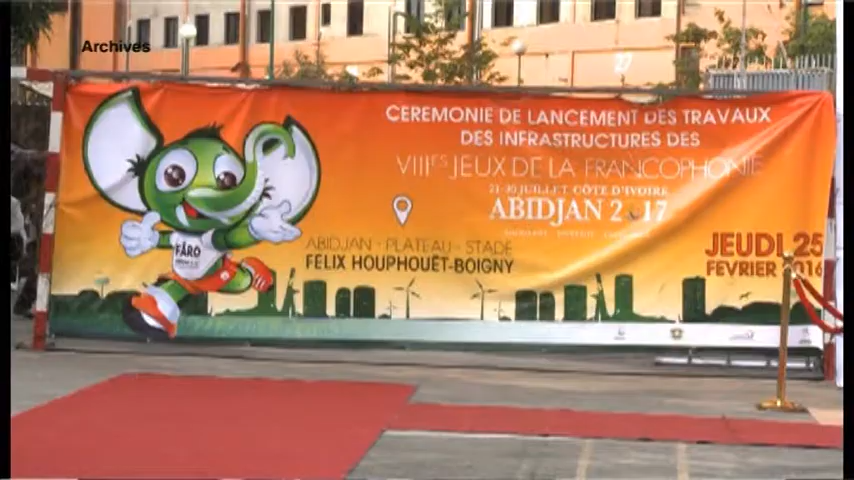 Archives
CEREMONIE DE LANCEMENT DES TRAVAUX
DES INFRASTRUCTURES DES
VIIIES JEUX DE LA FRANCOPHONIE
21-30 JUILLET CÔTE D'IVOIRE
ABIDJAN 2017
ABIDJAN - PLATEAU - STADE
FELIX HOUPHOUËT-BOIGNY
JEUDI 25
FEVRIER 2016
FÂRO